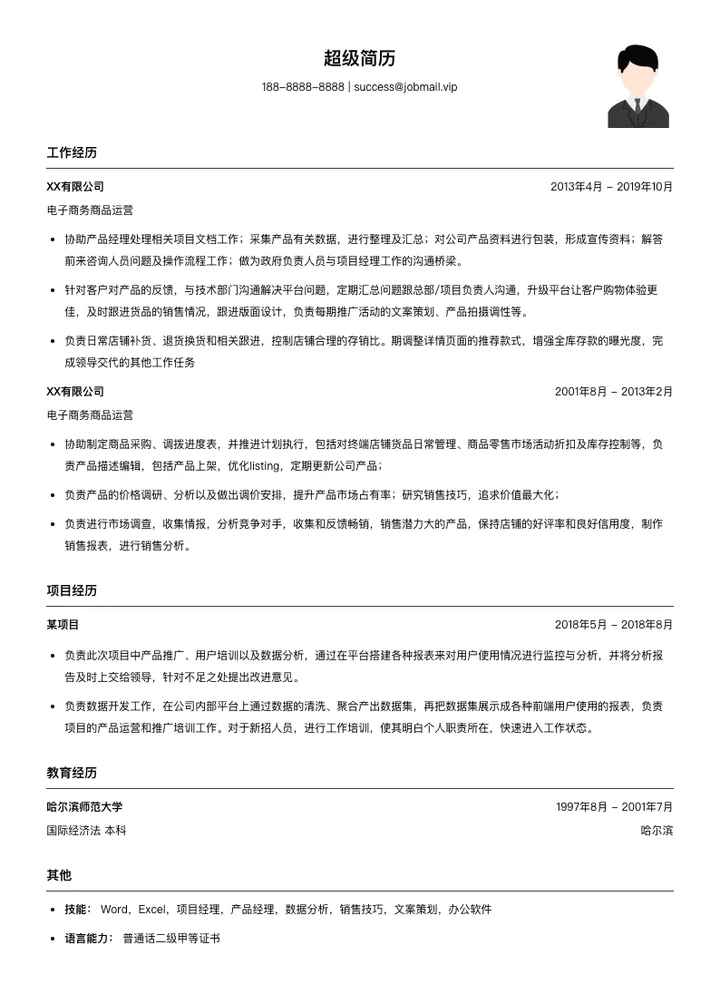 超级简历
188-8888-8888 | success@jobmail.vip
工作经历
XX有限公司 2013年4月 – 2019年10月
电子商务商品运营
• 协助产品经理处理相关项目文档工作；采集产品有关数据，进行整理及汇总；对公司产品资料进行包装，形成宣传资料；解答
前来咨询人员问题及操作流程工作；做为政府负责人员与项目经理工作的沟通桥梁。
• 针对客户对产品的反馈，与技术部门沟通解决平台问题，定期汇总问题跟总部/项目负责人沟通，升级平台让客户购物体验更
佳，及时跟进货品的销售情况，跟进版面设计，负责每期推广活动的文案策划、产品拍摄调性等。
• 负责日常店铺补货、退货换货和相关跟进，控制店铺合理的存销比。期调整详情页面的推荐款式，增强全库存款的曝光度，完
成领导交代的其他工作任务
XX有限公司 2001年8月 – 2013年2月
电子商务商品运营
• 协助制定商品采购、调拨进度表，并推进计划执行，包括对终端店铺货品日常管理、商品零售市场活动折扣及库存控制等，负
责产品描述编辑，包括产品上架，优化listing，定期更新公司产品；
• 负责产品的价格调研、分析以及做出调价安排，提升产品市场占有率；研究销售技巧，追求价值最大化；
• 负责进行市场调查，收集情报，分析竞争对手，收集和反馈畅销，销售潜力大的产品，保持店铺的好评率和良好信用度，制作
销售报表，进行销售分析。
项目经历
某项目 2018年5月 – 2018年8月
• 负责此次项目中产品推广、用户培训以及数据分析，通过在平台搭建各种报表来对用户使用情况进行监控与分析，并将分析报
告及时上交给领导，针对不足之处提出改进意见。
• 负责数据开发工作，在公司内部平台上通过数据的清洗、聚合产出数据集，再把数据集展示成各种前端用户使用的报表，负责
项目的产品运营和推广培训工作。对于新招人员，进行工作培训，使其明白个人职责所在，快速进入工作状态。
教育经历
哈尔滨师范大学 1997年8月 – 2001年7月
国际经济法 本科 哈尔滨
其他
• 技能： Word，Excel，项目经理，产品经理，数据分析，销售技巧，文案策划，办公软件
• 语言能力： 普通话二级甲等证书